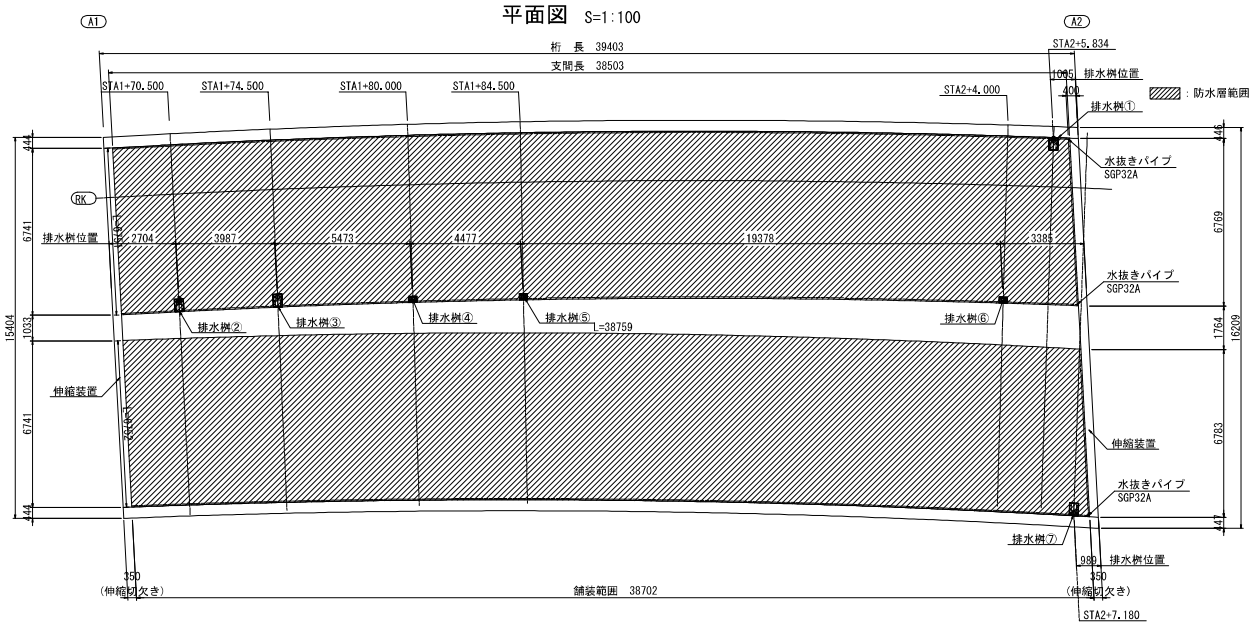 平面図 S=1:100
A1
A2
桁 長 39403
支間長 38503
STA2+5.834
1005 排水桝位置
400
STA1+70.500
STA1+74.500
STA1+80.000
STA1+84.500
STA2+4.000
:防水層範囲
排水桝①
水抜きパイプ
SGP32A
444
446
RK
6741
6769
排水桝位置
2704
3987
5473
4477
19378
3385
水抜きパイプ
SGP32A
排水桝②
排水桝③
排水桝④
排水桝⑤
排水桝⑥
L=38759
15404
1033
1764
16209
伸縮装置
6741
6783
伸縮装置
水抜きパイプ
SGP32A
444
447
排水桝⑦
989 排水桝位置
350
(伸縮切欠き)
舗装範囲 38702
350
(伸縮切欠き)
STA2+7.180